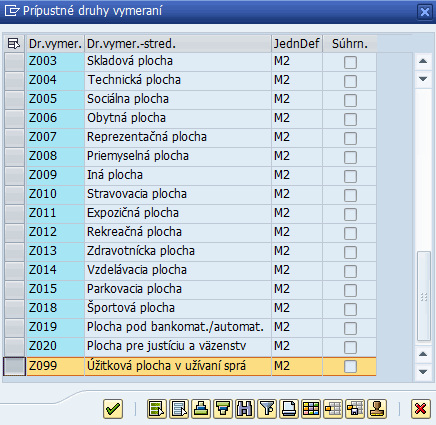 Prípustné druhy vymeraní
Dr.vymer. Dr.vymer.-stred. JednDef Súhrn.
Z003 Skladová plocha M2
Z004 Technická plocha M2
Z005 Sociálna plocha M2
Z006 Obytná plocha M2
Z007 Reprezentačná plocha M2
Z008 Priemyselná plocha M2
Z009 Iná plocha M2
Z010 Stravovacia plocha M2
Z011 Expozičná plocha M2
Z012 Rekreačná plocha M2
Z013 Zdravotnícka plocha M2
Z014 Vzdelávacia plocha M2
Z015 Parkovacia plocha M2
Z018 Športová plocha M2
Z019 Plocha pod bankomat./automat. M2
Z020 Plocha pre justíciu a väzenstv M2
Z099 Úžitková plocha v užívaní sprá M2